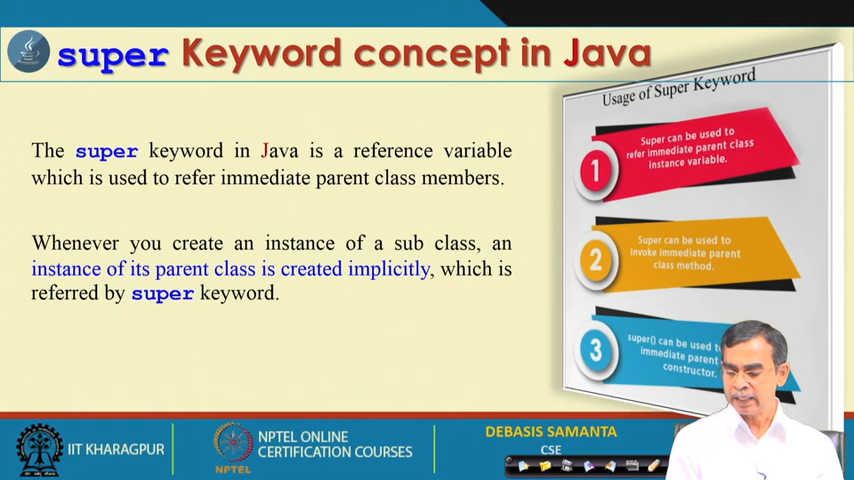 super Keyword concept in Java
The super keyword in Java is a reference variable
which is used to refer immediate parent class members.
Whenever you create an instance of a sub class, an
instance of its parent class is created implicitly, which is
referred by super keyword.
Usage of Super Keyword
1
Super can be used to
refer immediate parent class
instance variable.
2
Super can be used to
invoke immediate parent
class method.
3
super() can be used
immediate parent
constructor.
IIT KHARAGPUR
NPTEL
NPTEL ONLINE
CERTIFICATION COURSES
DEBASIS SAMANTA
CSE